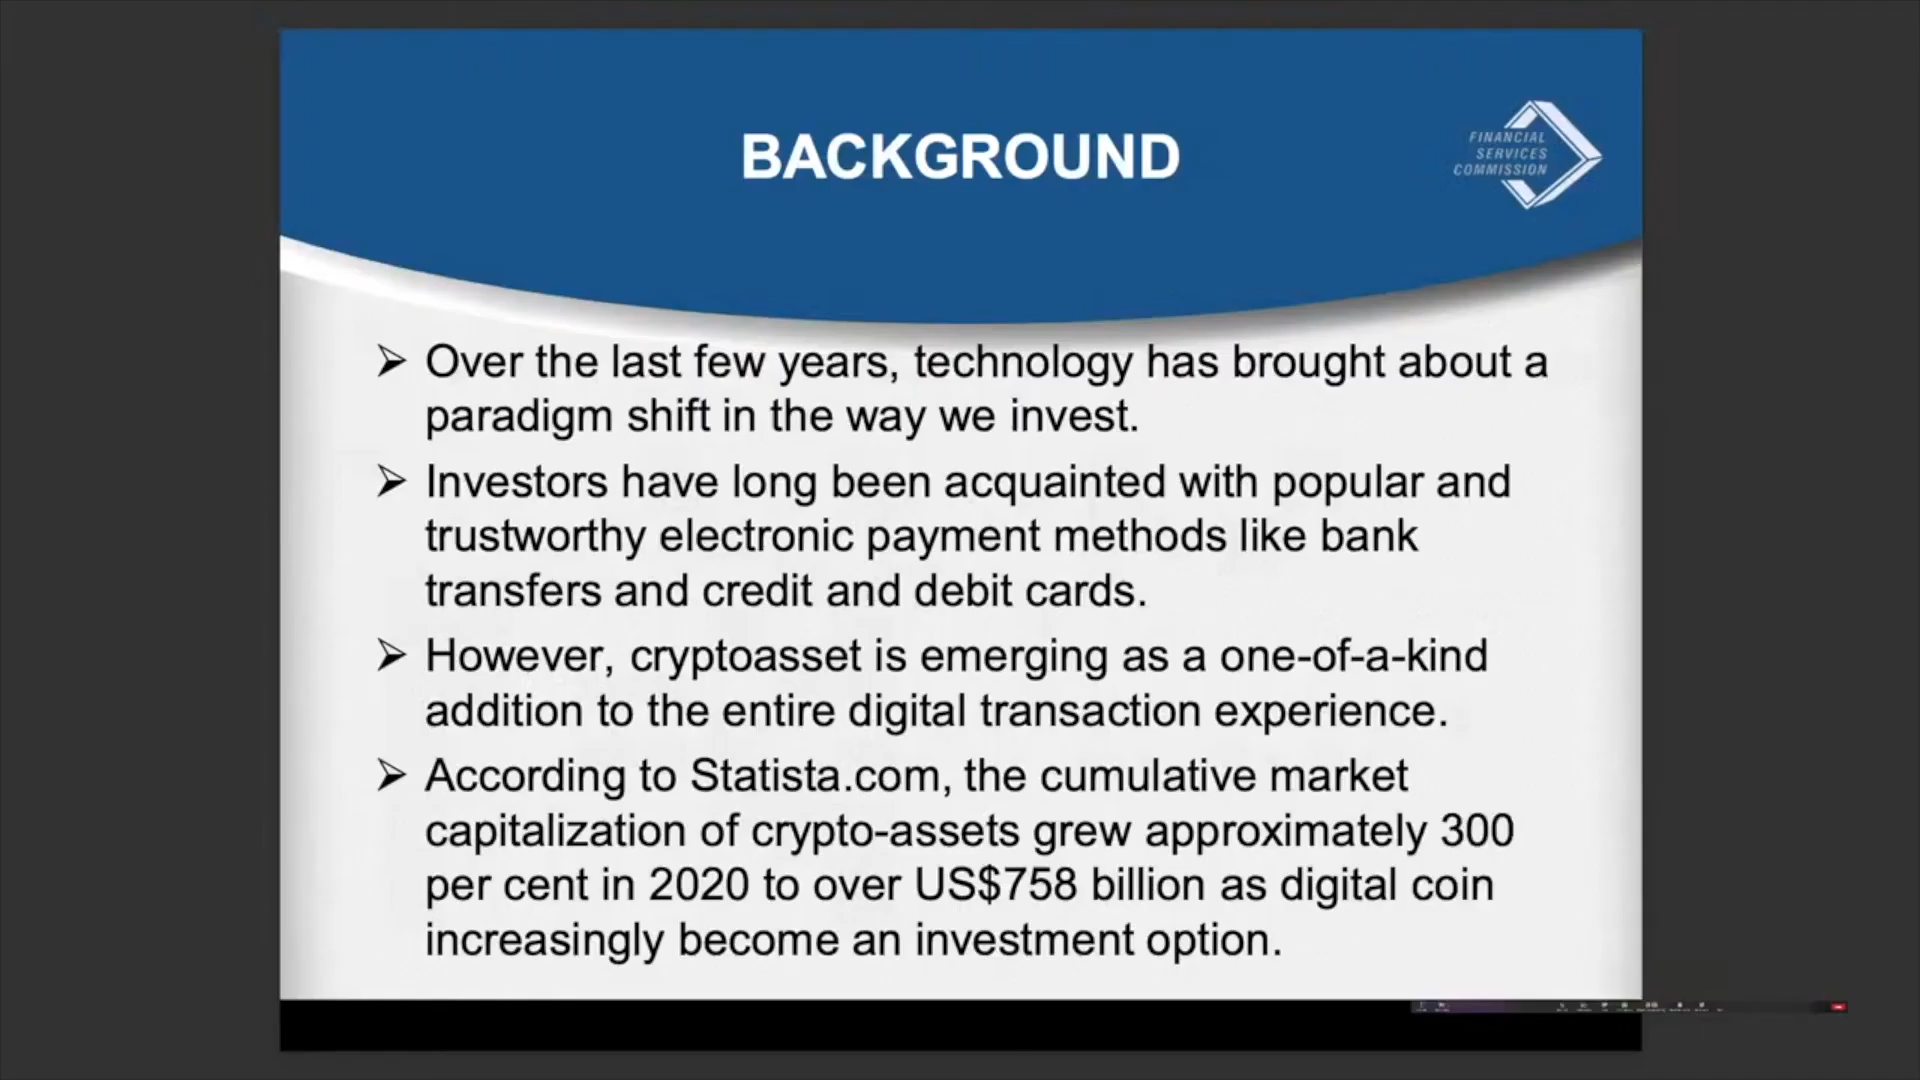 BACKGROUND
FINANCIAL
SERVICES
COMMISSION
Over the last few years, technology has brought about a
paradigm shift in the way we invest.
Investors have long been acquainted with popular and
trustworthy electronic payment methods like bank
transfers and credit and debit cards.
However, cryptoasset is emerging as a one-of-a-kind
addition to the entire digital transaction experience.
According to Statista.com, the cumulative market
capitalization of crypto-assets grew approximately 300
per cent in 2020 to over US$758 billion as digital coin
increasingly become an investment option.